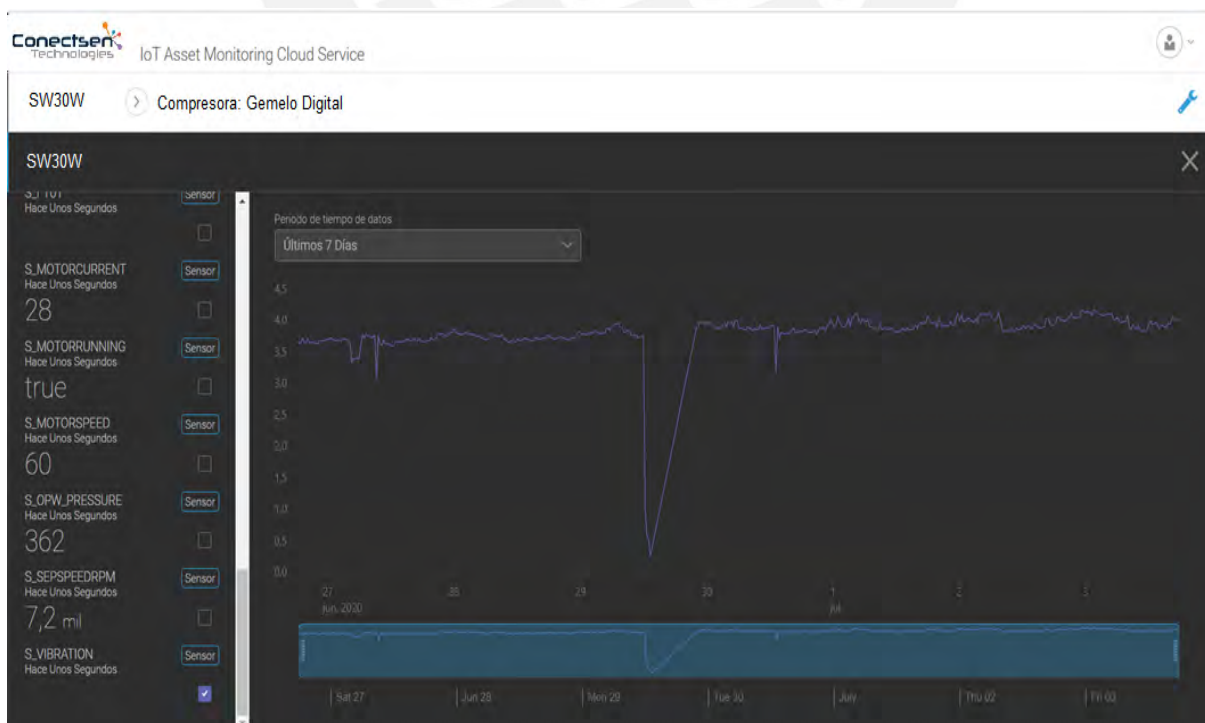 Conectsen
Technologies
IoT Asset Monitoring Cloud Service
SW30W
Compresora: Gemelo Digital
SW30W
Sensor
Hace Unos Segundos
S_MOTORCURRENT
Sensor
Hace Unos Segundos
28
S_MOTORRUNNING
Sensor
Hace Unos Segundos
true
S_MOTORSPEED
Sensor
Hace Unos Segundos
60
S_OPW_PRESSURE
Sensor
Hace Unos Segundos
362
S_SEPSPEEDRPM
Sensor
Hace Unos Segundos
7,2 mil
S_VIBRATION
Sensor
Hace Unos Segundos
Periodo de tiempo de datos
Últimos 7 Días
4,5
4,0
3,5
3,0
2,5
2,0
1,5
1,0
0,5
0,0
27 28 29 30 1 2 3
jun. 2020 jul
Sat 27 Jun 28 Mon 29 Tue 30 July Thu 02 Fri 03